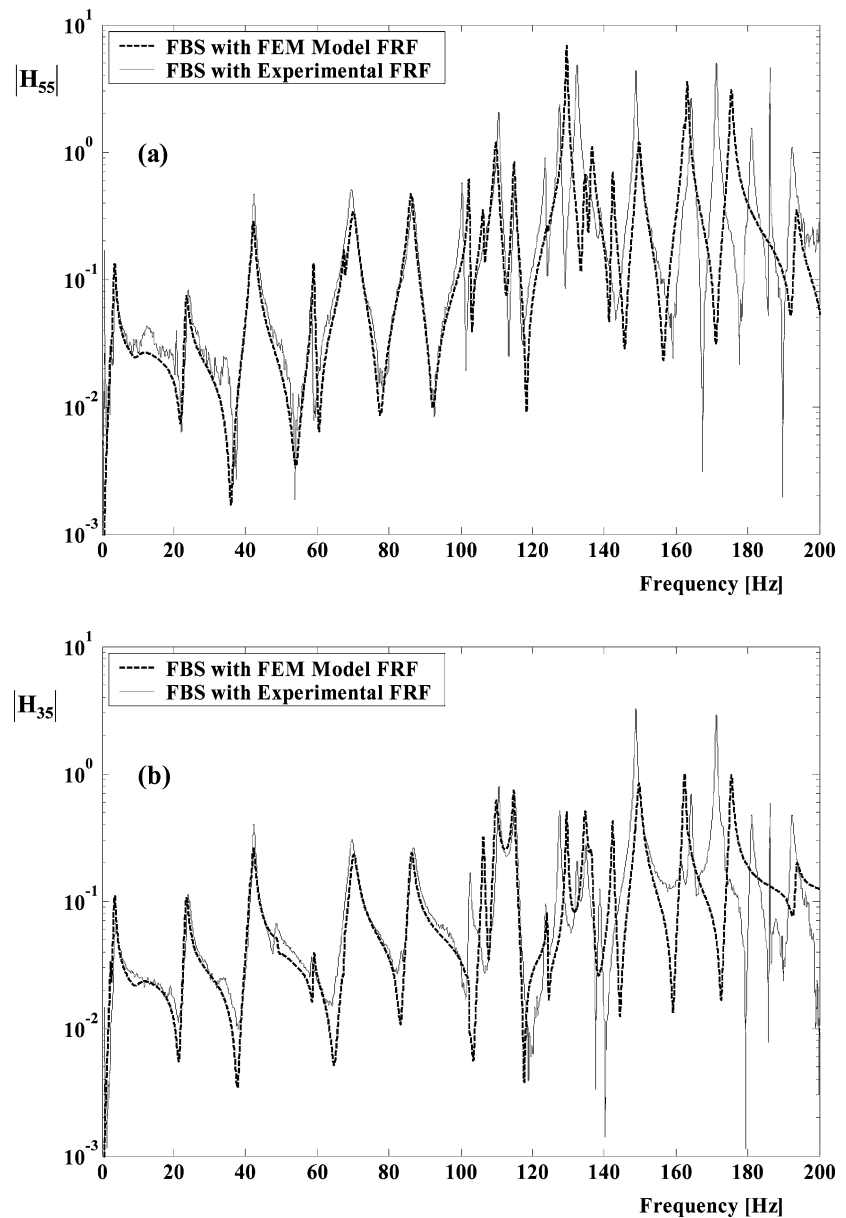 10^1
FBS with FEM Model FRF
FBS with Experimental FRF
|H_55|
(a)
10^0
10^-1
10^-2
10^-3
0 20 40 60 80 100 120 140 160 180 200
Frequency [Hz]
10^1
FBS with FEM Model FRF
FBS with Experimental FRF
|H_35|
(b)
10^0
10^-1
10^-2
10^-3
0 20 40 60 80 100 120 140 160 180 200
Frequency [Hz]